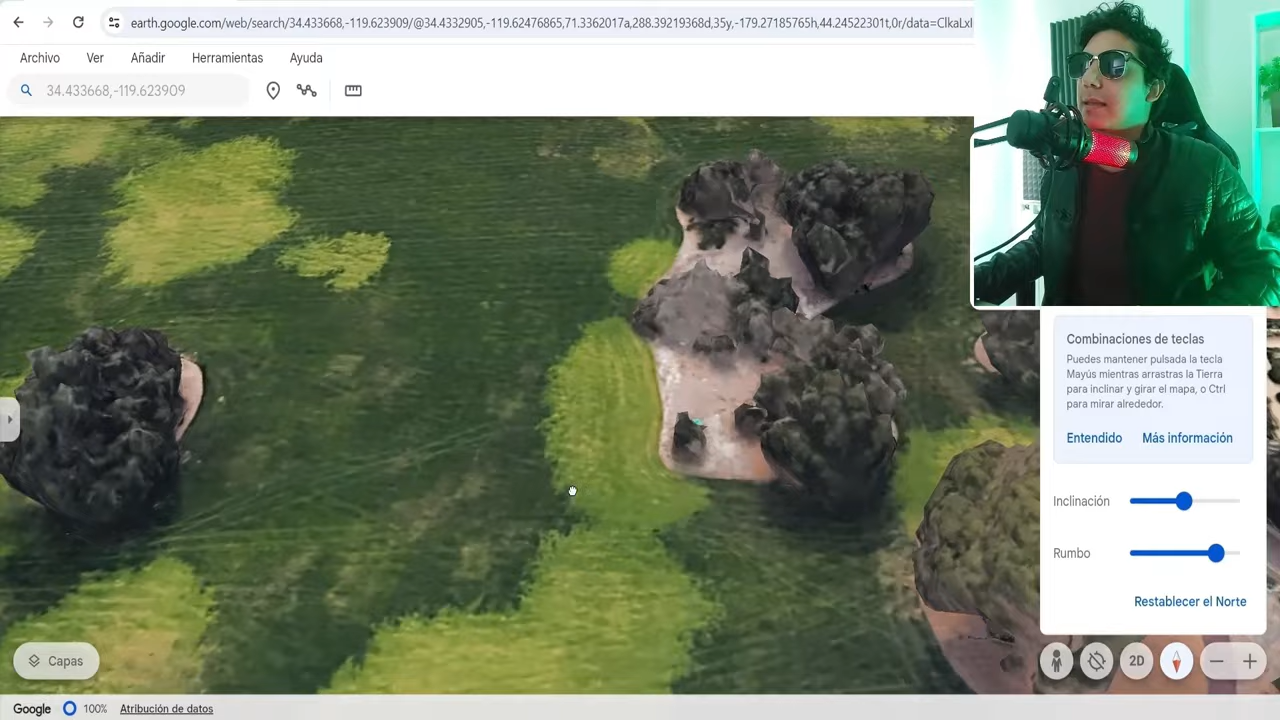 earth.google.com/web/search/34.433668,-119.623909/@34.4332905,-119.62476865,71.3362017a,288.39219368d,35y,-179.27185765h,44.24522301t,0r/data=
Archivo Ver Añadir Herramientas Ayuda
34.433668,-119.623909
Combinaciones de teclas
Puedes mantener pulsada la tecla
Mayús mientras arrastras la Tierra
para inclinar y girar el mapa, o Ctrl
para mirar alrededor.
Entendido Más información
Inclinación
Rumbo
Restablecer el Norte
Capas
2D
Google 100% Atribución de datos